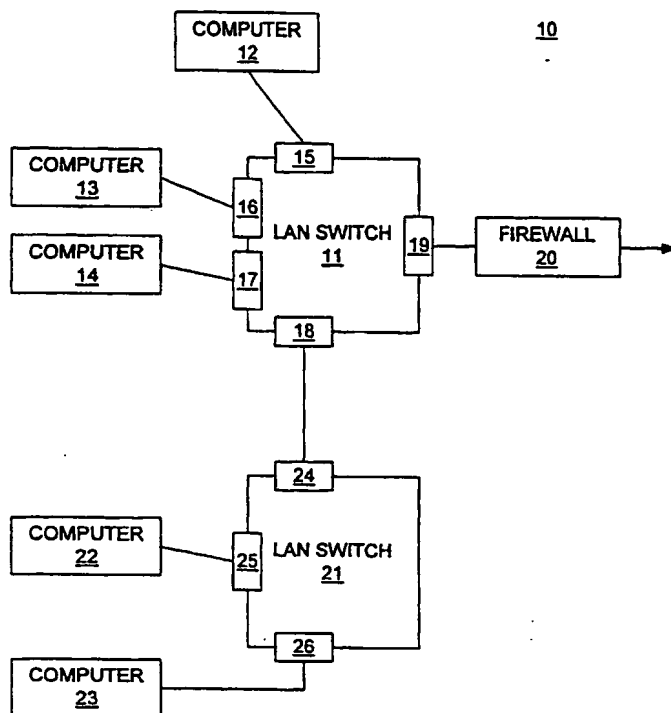 COMPUTER
12
10
COMPUTER
13
COMPUTER
14
15
16
17
LAN SWITCH
11
18
19
FIREWALL
20
24
COMPUTER
22
25
LAN SWITCH
21
26
COMPUTER
23